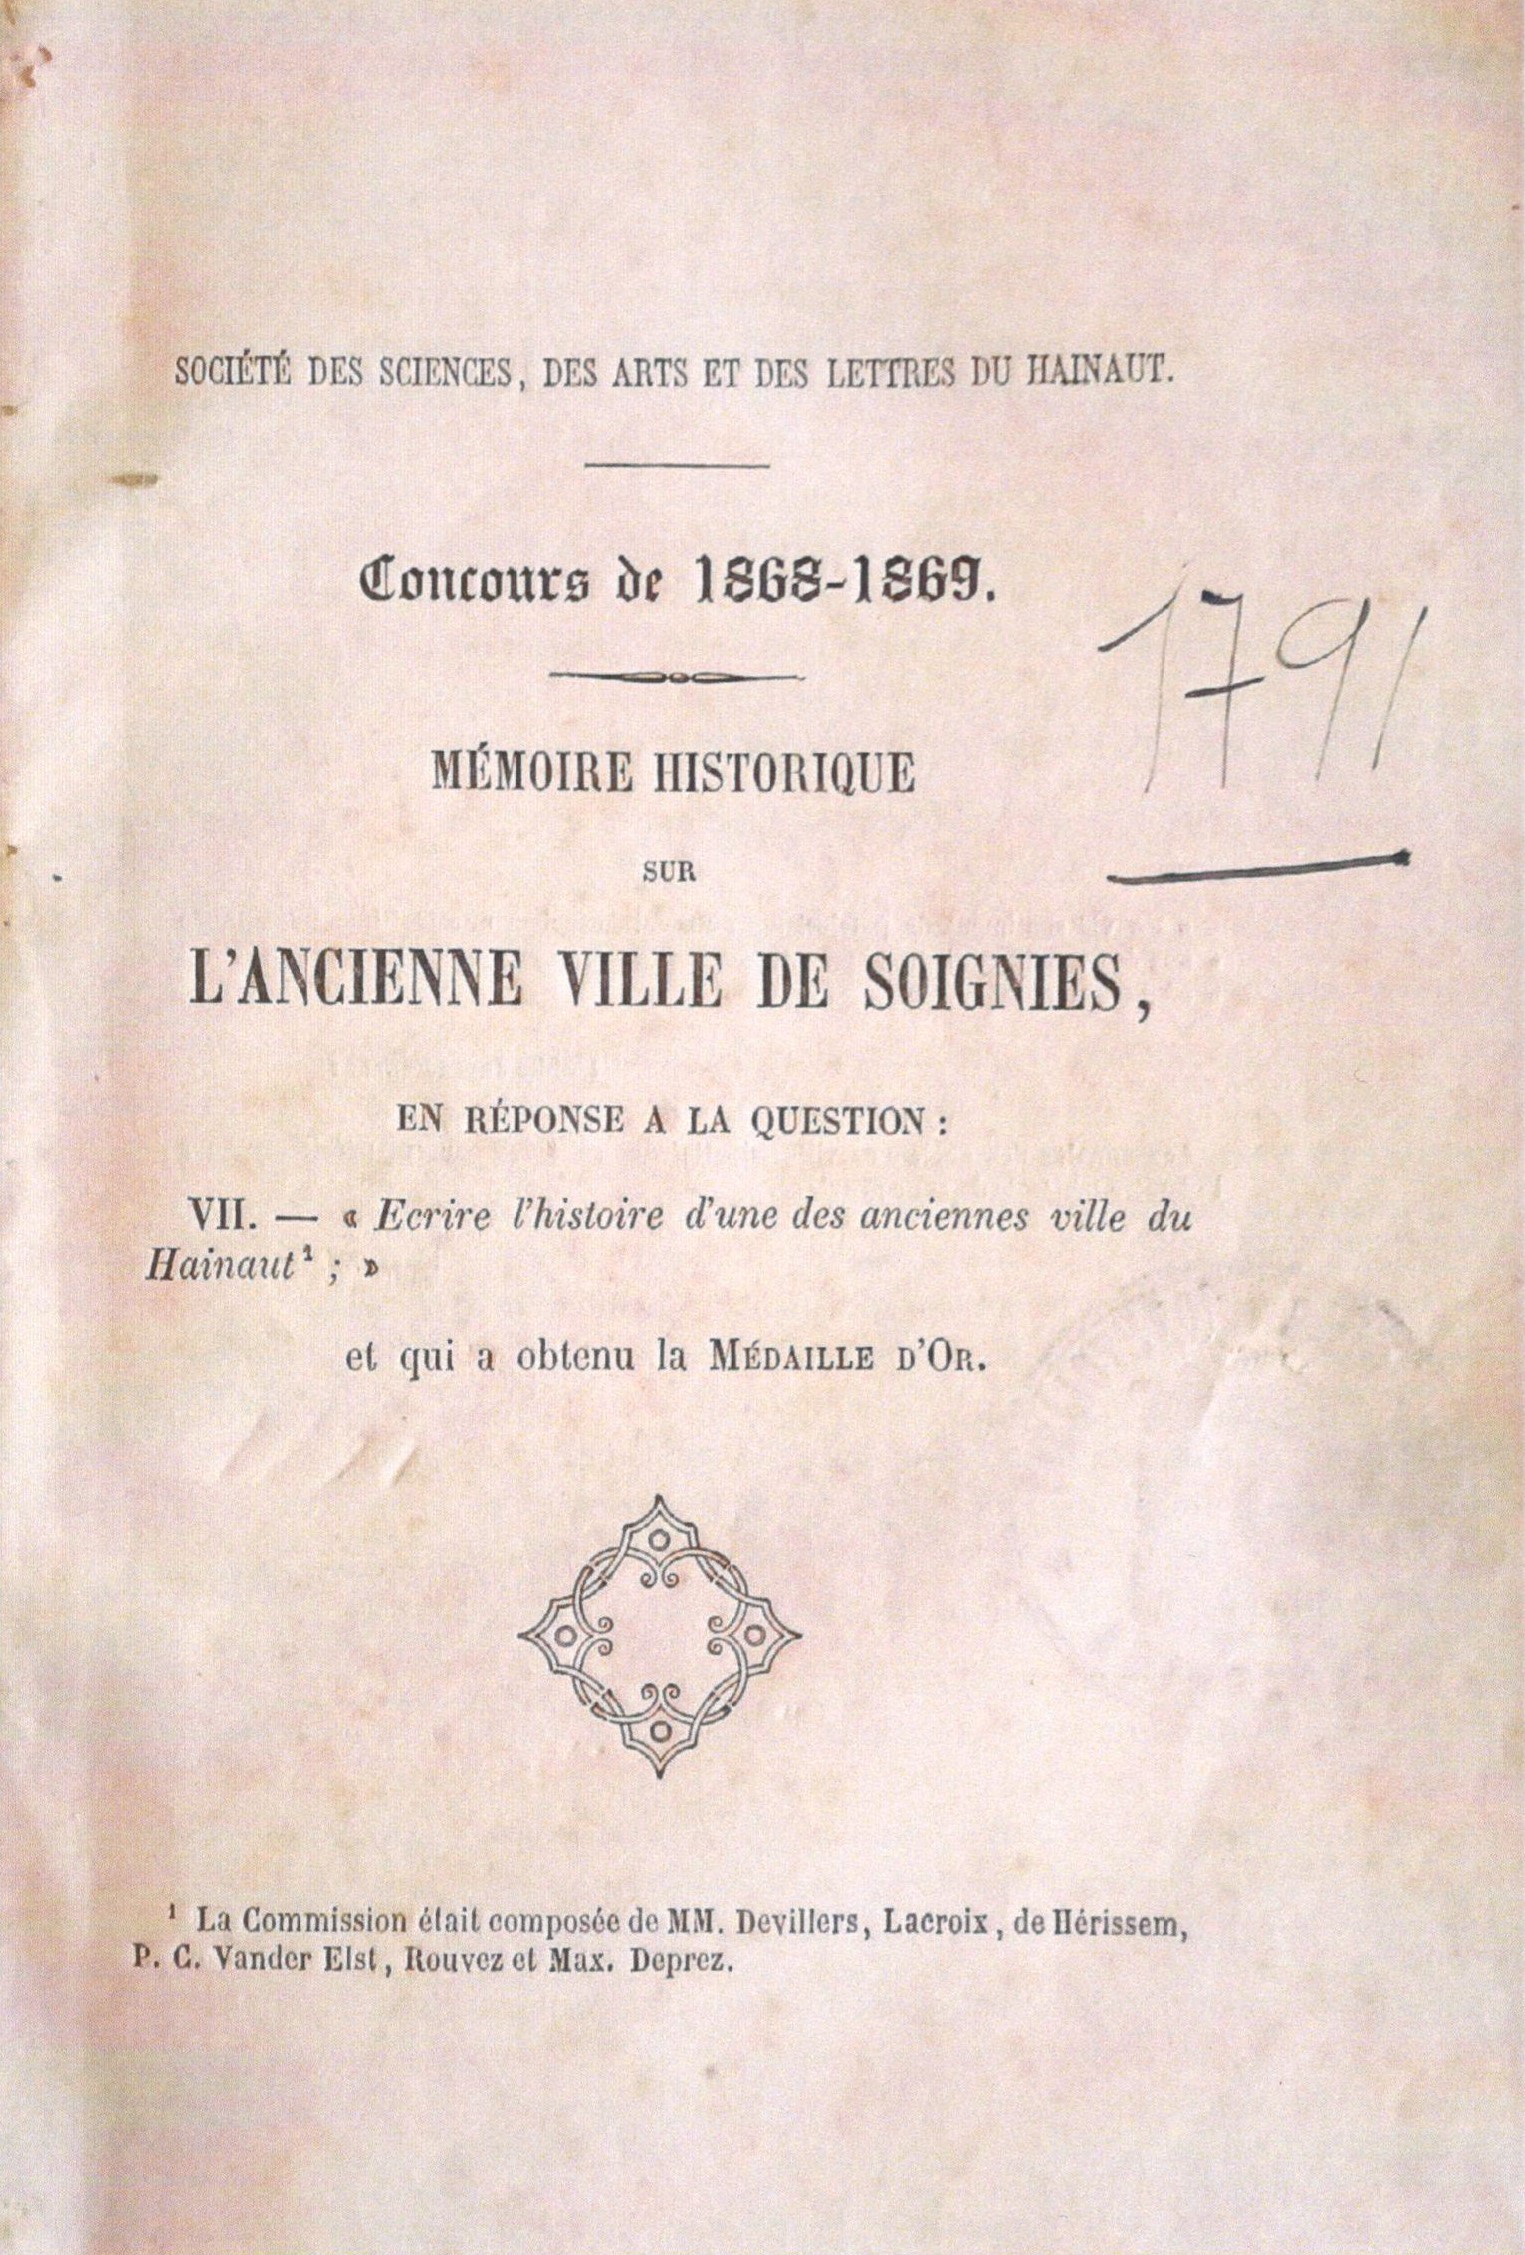 SOCIÉTÉ DES SCIENCES, DES ARTS ET DES LETTRES DU HAINAUT.
Concours de 1868-1869.
1791
MÉMOIRE HISTORIQUE
SUR
L'ANCIENNE VILLE DE SOIGNIES,
EN RÉPONSE A LA QUESTION :
VII. — « Ecrire l'histoire d'une des anciennes ville du
Hainaut¹ ; »
et qui a obtenu la MÉDAILLE D'OR.
¹ La Commission était composée de MM. Devillers, Lacroix, de Hérissem,
P. C. Vander Elst, Rouvez et Max. Deprez.